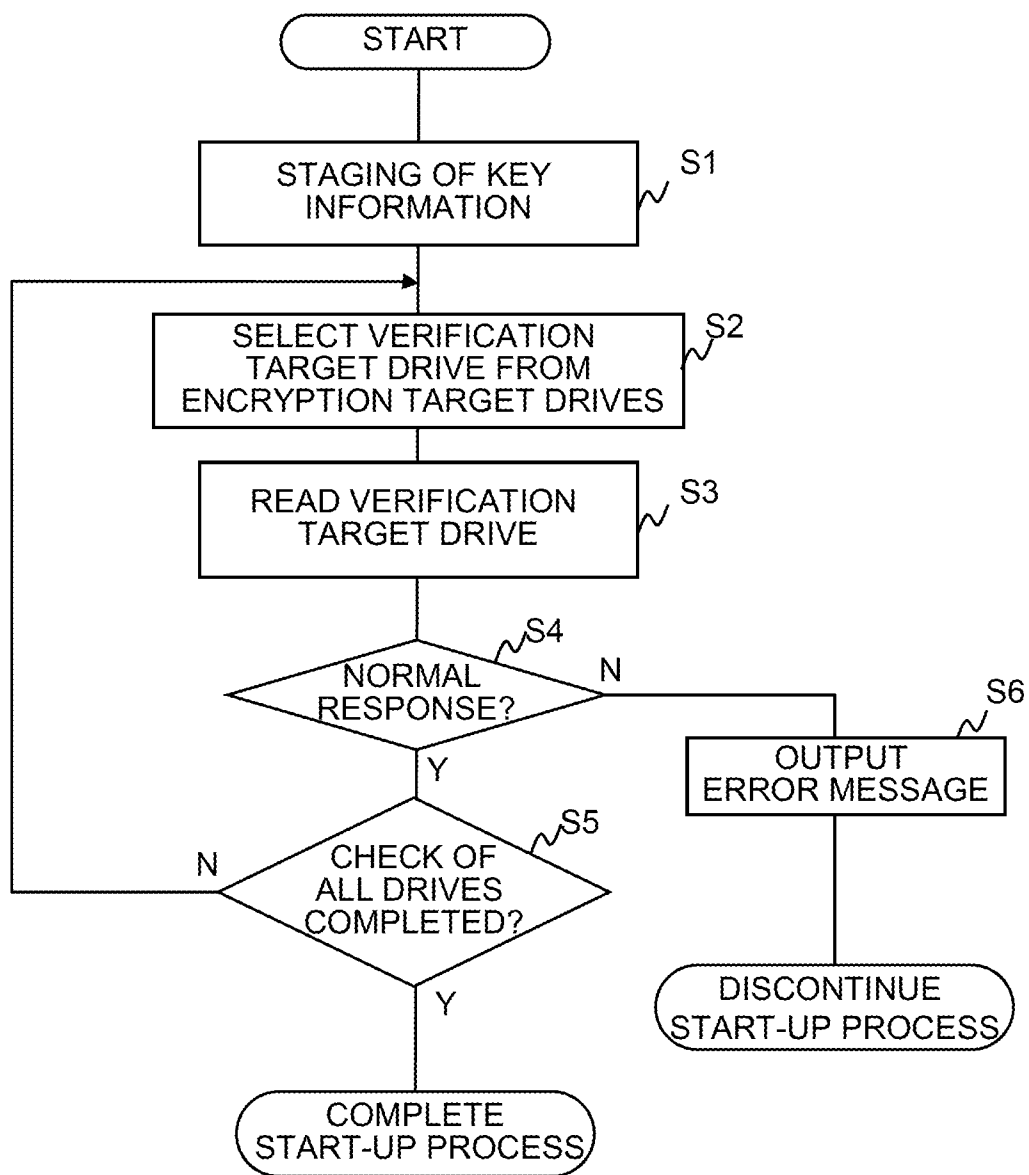 START
STAGING OF KEY
INFORMATION
S1
SELECT VERIFICATION
TARGET DRIVE FROM
ENCRYPTION TARGET DRIVES
S2
READ VERIFICATION
TARGET DRIVE
S3
NORMAL
RESPONSE?
S4
N
Y
OUTPUT
ERROR MESSAGE
S6
CHECK OF
ALL DRIVES
COMPLETED?
S5
N
Y
DISCONTINUE
START-UP PROCESS
COMPLETE
START-UP PROCESS